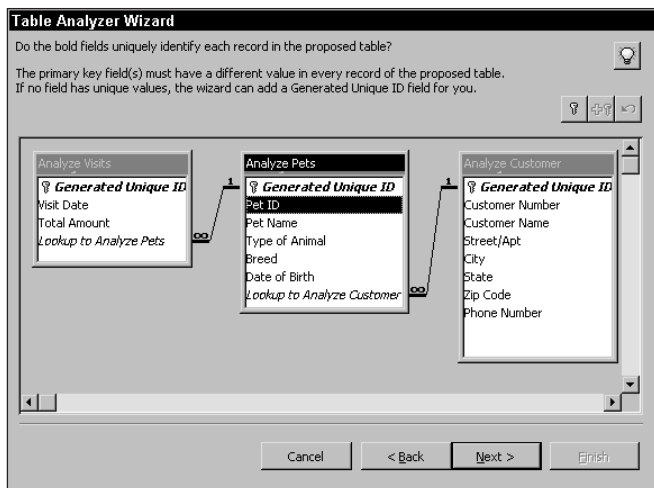 Table Analyzer Wizard
Do the bold fields uniquely identify each record in the proposed table?
The primary key field(s) must have a different value in every record of the proposed table.
If no field has unique values, the wizard can add a Generated Unique ID field for you.
Analyze Visits
Generated Unique ID
Visit Date
Total Amount
Lookup to Analyze Pets
1
∞
Analyze Pets
Generated Unique ID
Pet ID
Pet Name
Type of Animal
Breed
Date of Birth
Lookup to Analyze Customer
1
∞
Analyze Customer
Generated Unique ID
Customer Number
Customer Name
Street/Apt
City
State
Zip Code
Phone Number
Cancel
< Back
Next >
Finish